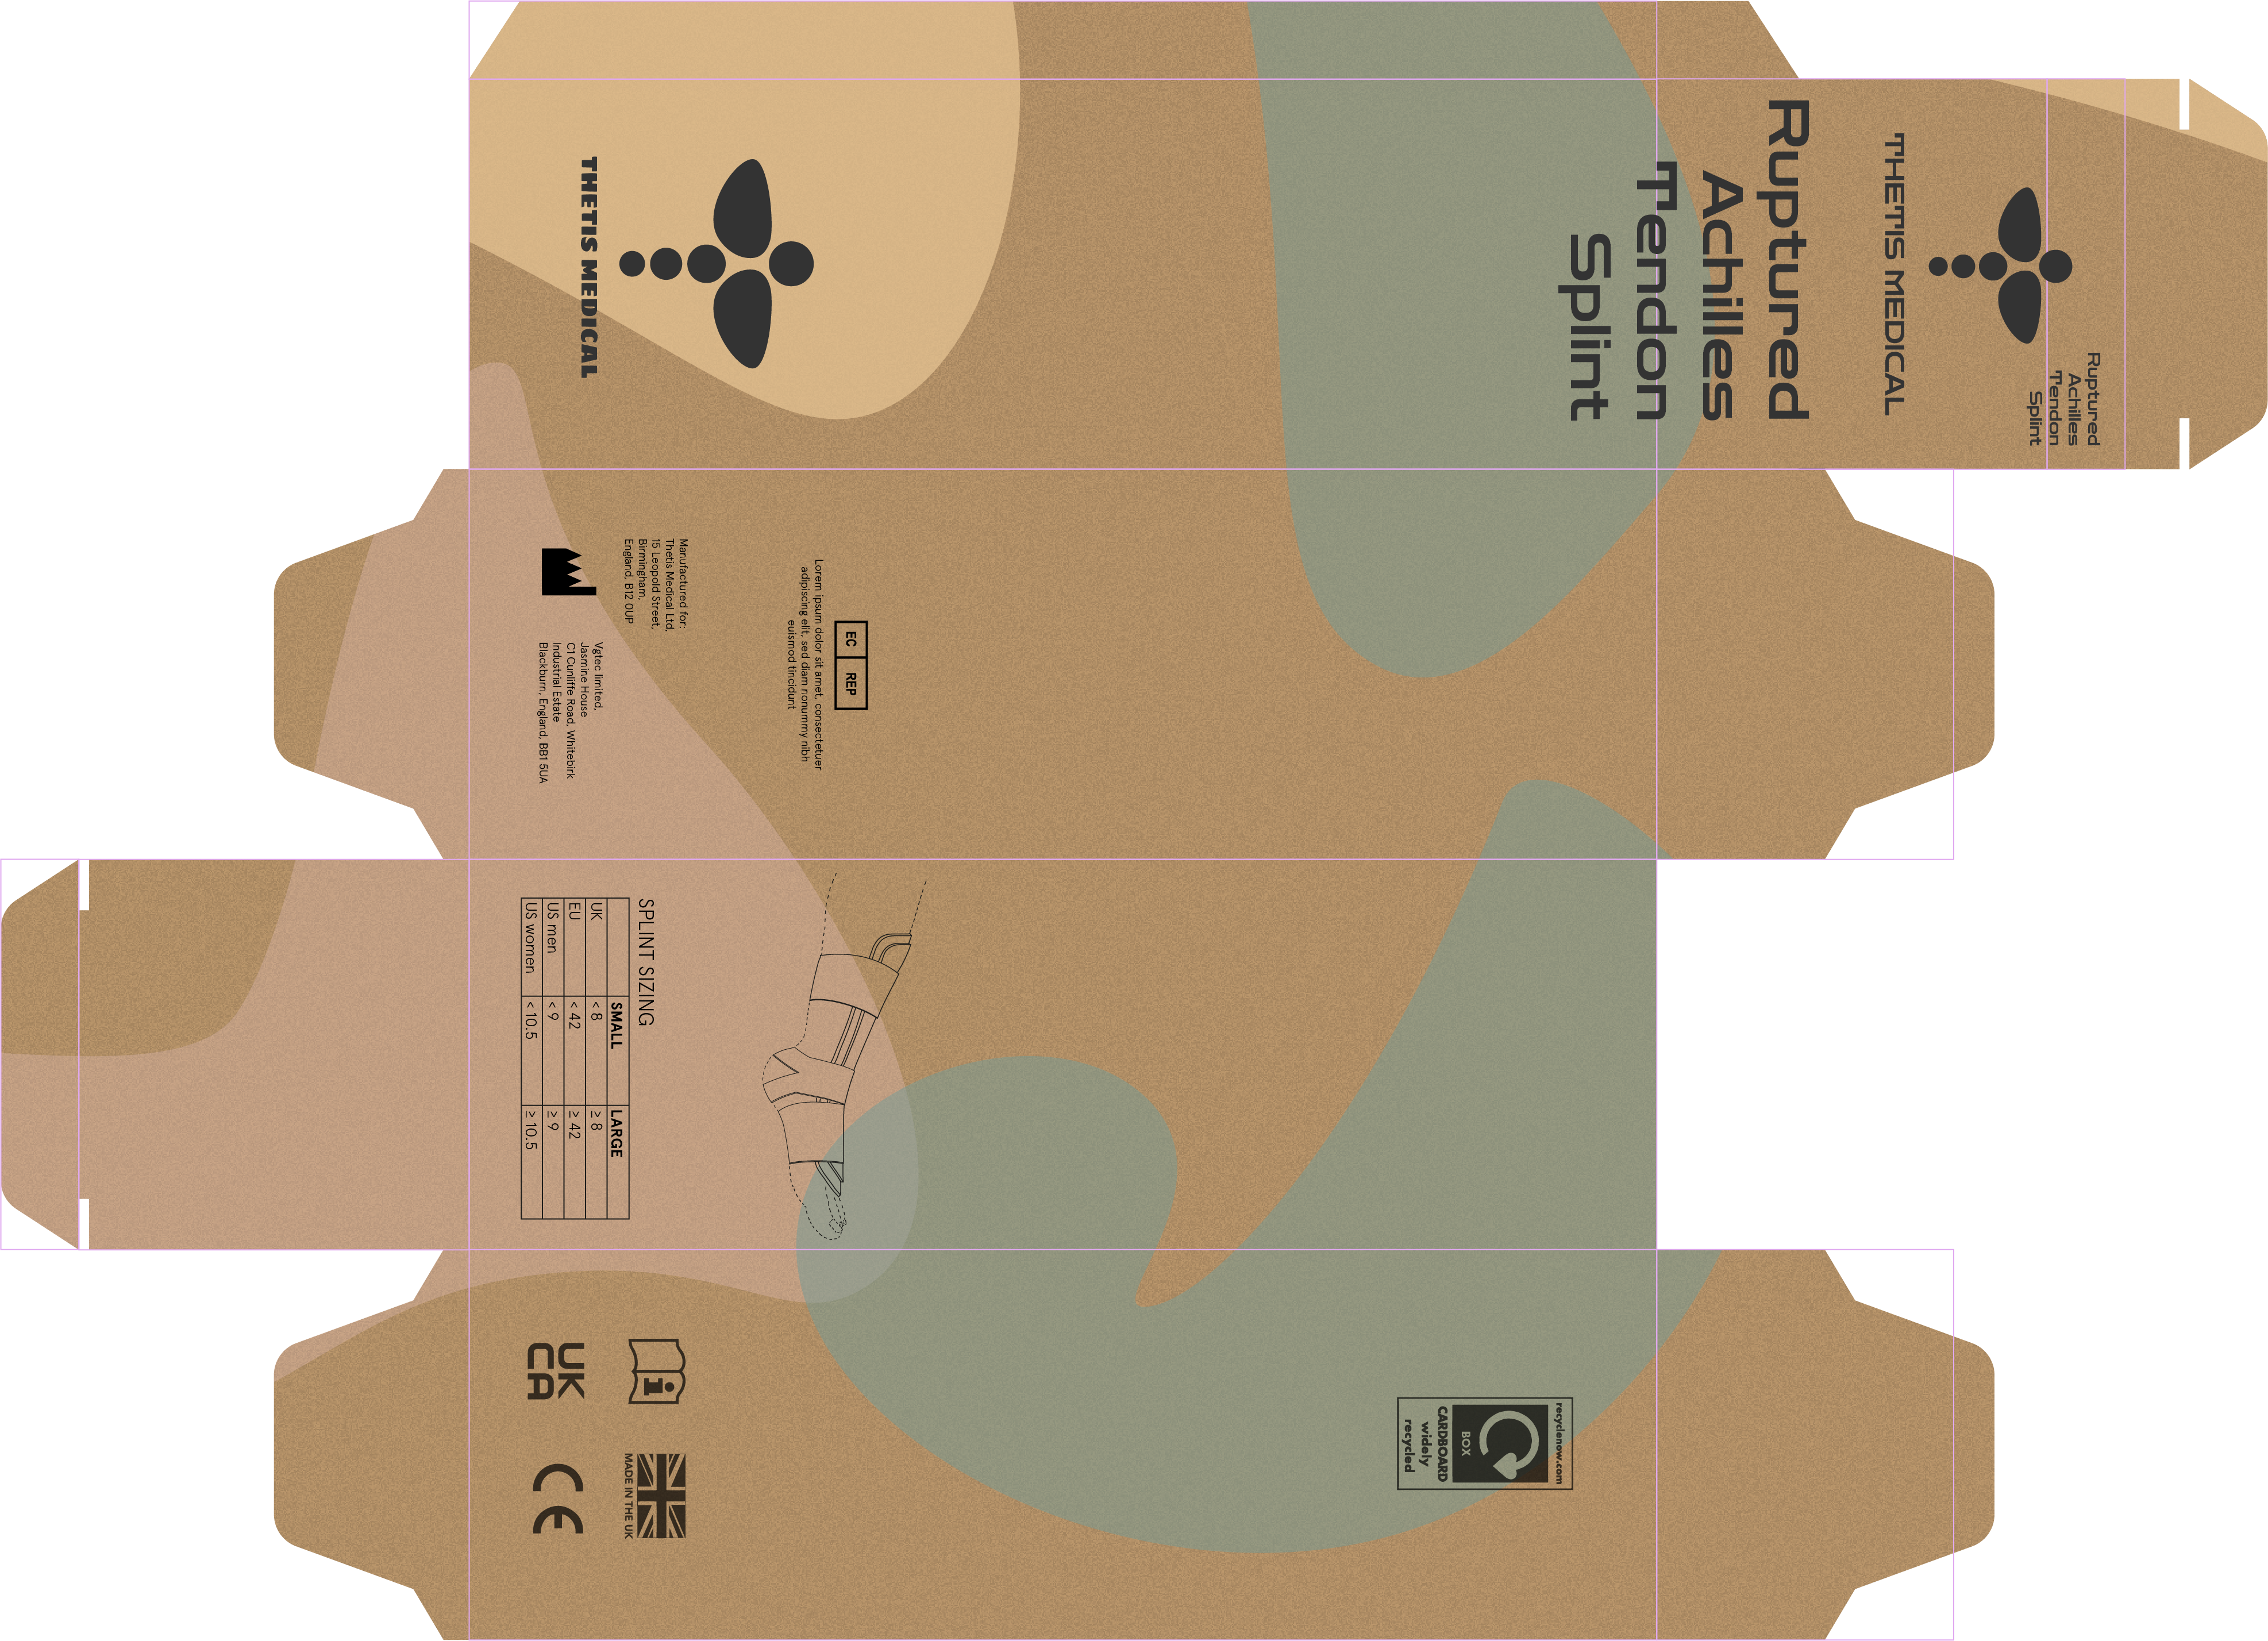 THETIS MEDICAL
Ruptured
Achilles
Tendon
Splint
THETIS MEDICAL
Ruptured
Achilles
Tendon
Splint
Manufactured for:
Thetis Medical Ltd,
15 Leopold Street,
Birmingham,
England, B12 0UP
Vgtec limited,
Jasmine House
C1 Cunliffe Road, Whitebirk
Industrial Estate
Blackburn, England, BB1 5UA
EC REP
Lorem ipsum dolor sit amet, consectetuer
adipiscing elit, sed diam nonummy nibh
euismod tincidunt
SPLINT SIZING
SMALL LARGE
UK < 8 ≥ 8
EU < 42 ≥ 42
US men < 9 ≥ 9
US women < 10.5 ≥ 10.5
i
UK
CA
MADE IN THE UK
CE
recyclenow.com
BOX
CARDBOARD
widely
recycled